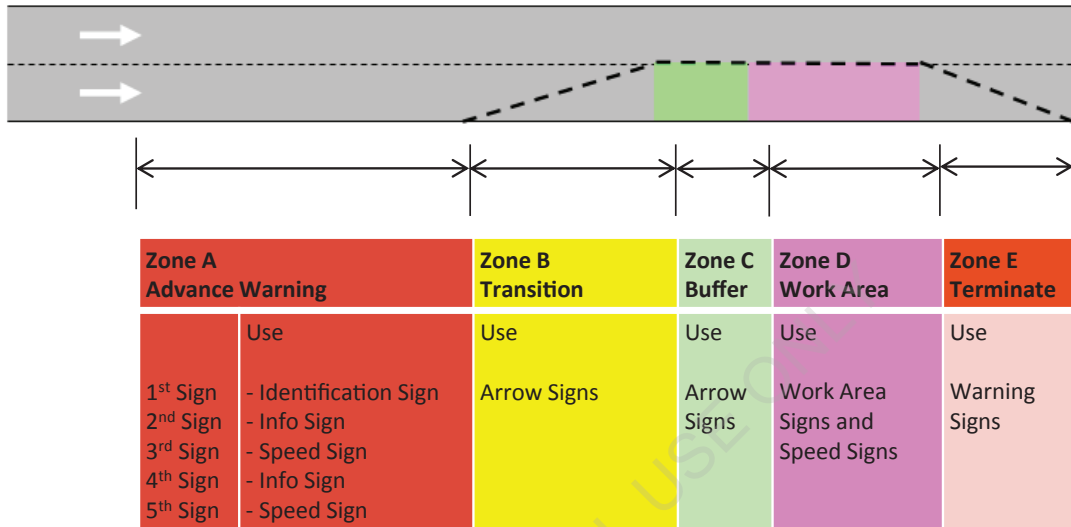 Zone A
Advance Warning
Zone B
Transition
Zone C
Buffer
Zone D
Work Area
Zone E
Terminate
Use
1st Sign - Identification Sign
2nd Sign - Info Sign
3rd Sign - Speed Sign
4th Sign - Info Sign
5th Sign - Speed Sign
Use
Arrow Signs
Use
Arrow
Signs
Use
Work Area
Signs and
Speed Signs
Use
Warning
Signs
USE ONLY